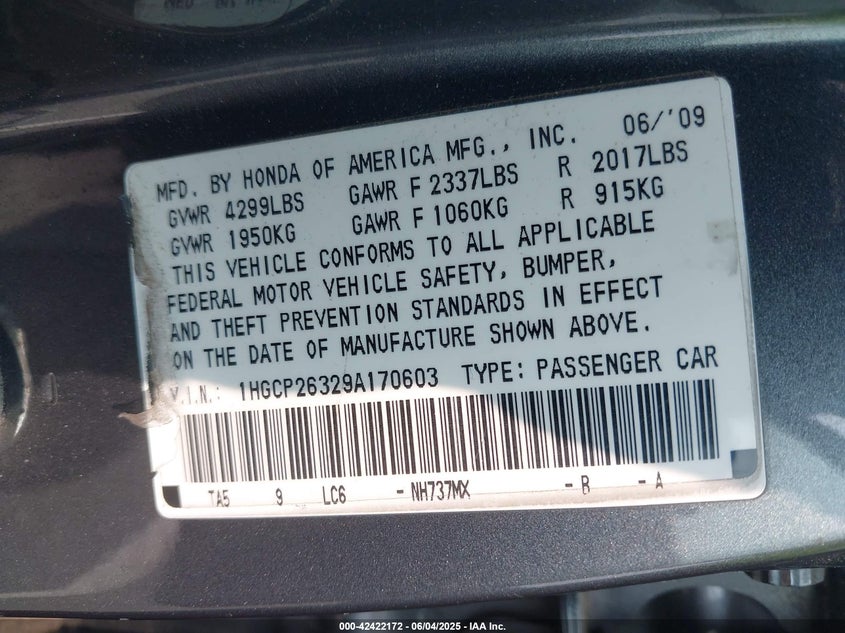 MFD. BY HONDA OF AMERICA MFG., INC. 06/'09
GVWR 4299LBS GAWR F 2337LBS R 2017LBS
GVWR 1950KG GAWR F 1060KG R 915KG
THIS VEHICLE CONFORMS TO ALL APPLICABLE
FEDERAL MOTOR VEHICLE SAFETY, BUMPER,
AND THEFT PREVENTION STANDARDS IN EFFECT
ON THE DATE OF MANUFACTURE SHOWN ABOVE.
V.I.N.: 1HGCP26329A170603 TYPE: PASSENGER CAR
TA5 9 LC6 -NH737MX -B -A
000-42422172 - 06/04/2025 - IAA Inc.